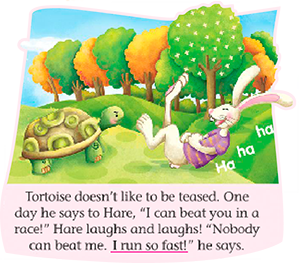 Ha ha ha
Tortoise doesn't like to be teased. One
day he says to Hare, "I can beat you in a
race!" Hare laughs and laughs! "Nobody
can beat me. I run so fast!" he says.